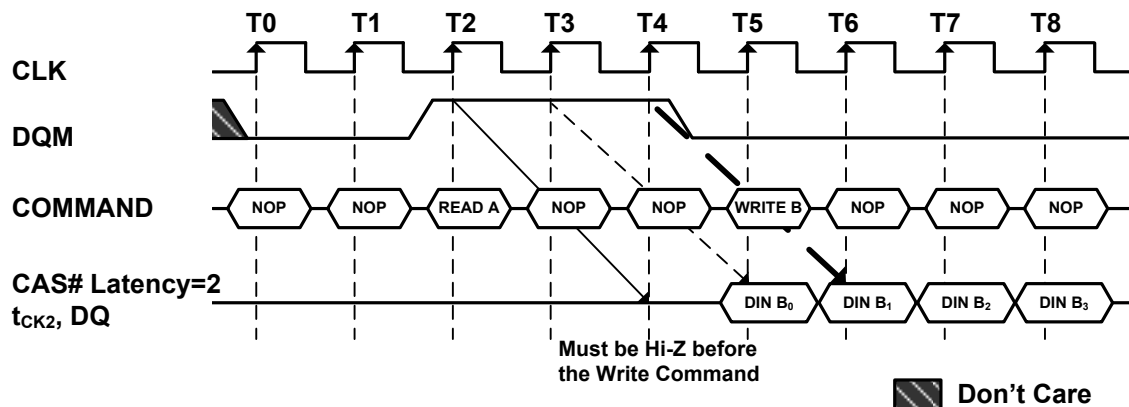 T0 T1 T2 T3 T4 T5 T6 T7 T8
CLK
DQM
COMMAND NOP NOP READ A NOP NOP WRITE B NOP NOP NOP
CAS# Latency=2
tCK2, DQ DIN B0 DIN B1 DIN B2 DIN B3
Must be Hi-Z before
the Write Command
Don't Care